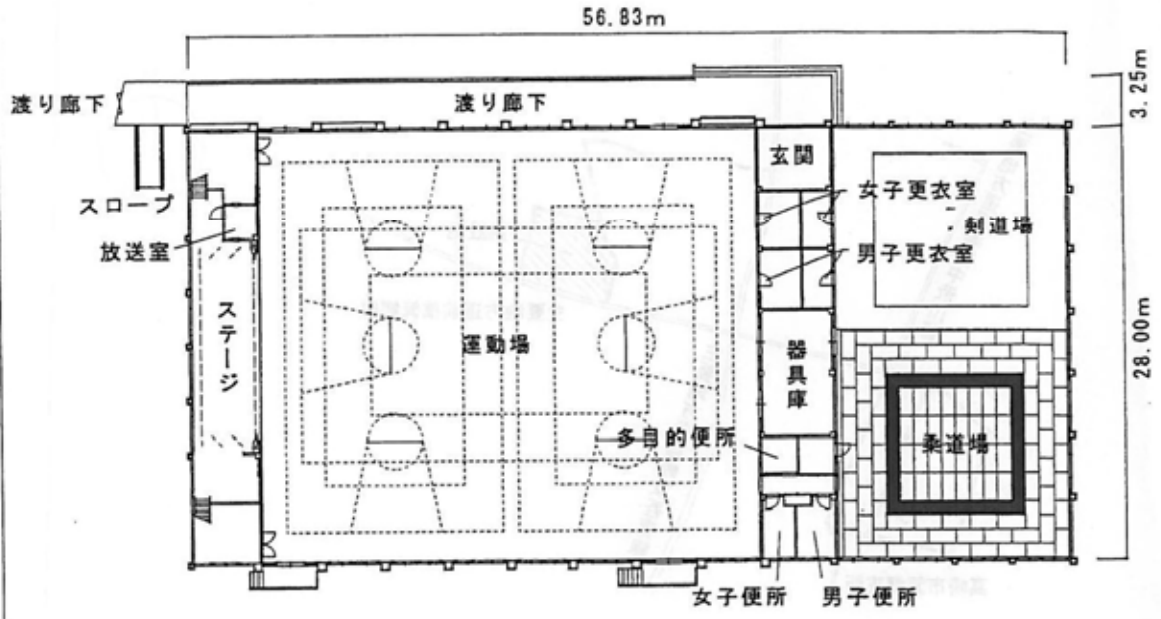 56.83m
3.25m
渡り廊下
渡り廊下
玄関
女子更衣室
剣道場
スロープ
放送室
男子更衣室
28.00m
ステージ
運動場
器具庫
多目的便所
柔道場
女子便所
男子便所